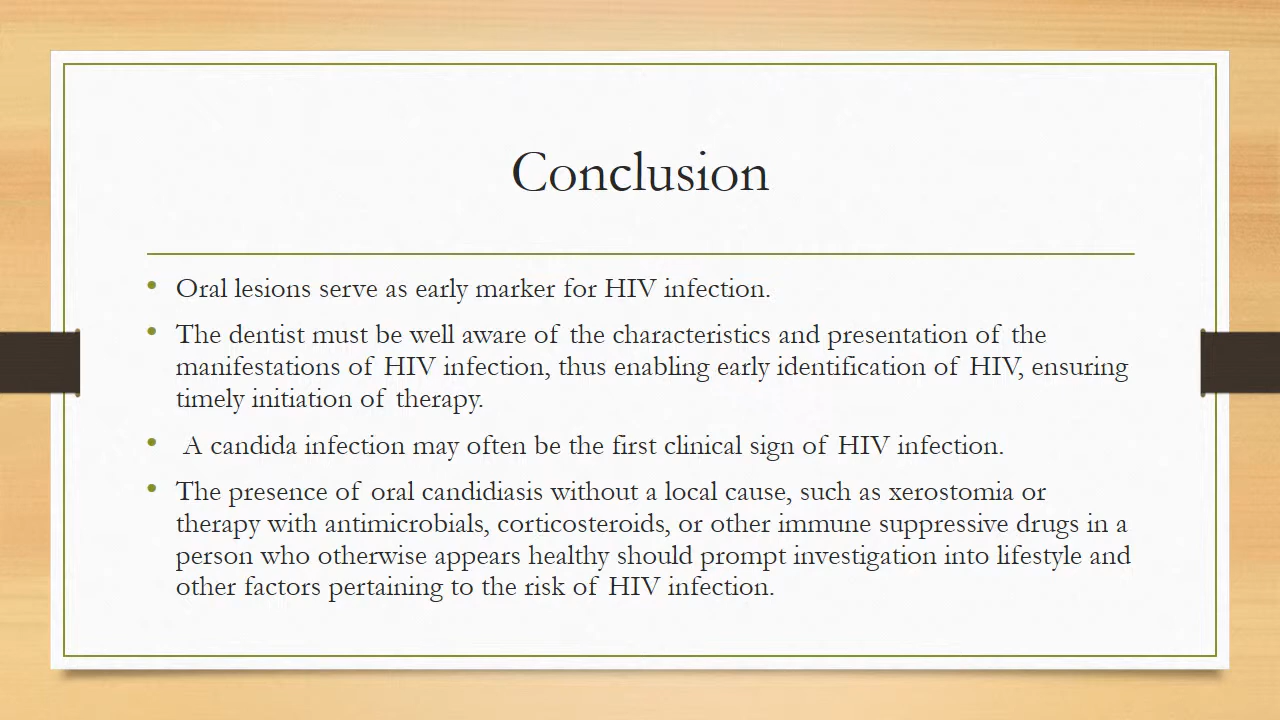 Conclusion
• Oral lesions serve as early marker for HIV infection.
• The dentist must be well aware of the characteristics and presentation of the
manifestations of HIV infection, thus enabling early identification of HIV, ensuring
timely initiation of therapy.
• A candida infection may often be the first clinical sign of HIV infection.
• The presence of oral candidiasis without a local cause, such as xerostomia or
therapy with antimicrobials, corticosteroids, or other immune suppressive drugs in a
person who otherwise appears healthy should prompt investigation into lifestyle and
other factors pertaining to the risk of HIV infection.